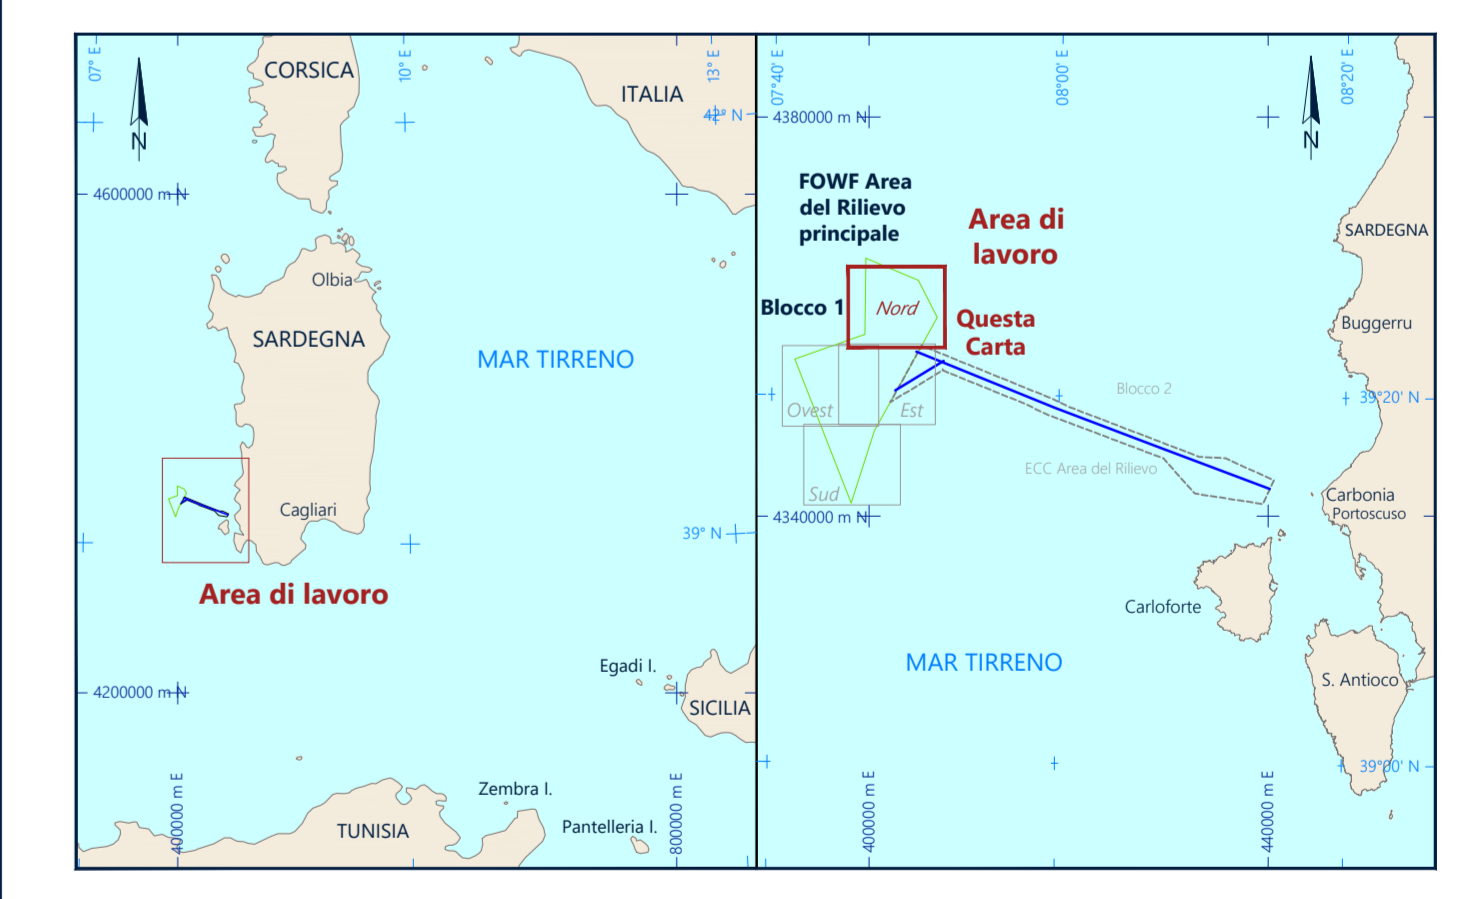 07° E
10° E
13° E
CORSICA
ITALIA
42° N
N
4600000 m N
Olbia
SARDEGNA
MAR TIRRENO
Cagliari
39° N
Area di lavoro
Egadi I.
4200000 m N
SICILIA
400000 m E
800000 m E
Zembra I.
TUNISIA
Pantelleria I.
07°40' E
08°00' E
08°20' E
4380000 m N
N
FOWF Area
del Rilievo
principale
Area di
lavoro
SARDEGNA
Blocco 1
Nord
Questa
Carta
Buggerru
Blocco 2
39°20' N
Ovest
Est
ECC Area del Rilievo
Sud
Carbonia
Portoscuso
4340000 m N
Carloforte
MAR TIRRENO
S. Antioco
39°00' N
400000 m E
440000 m E